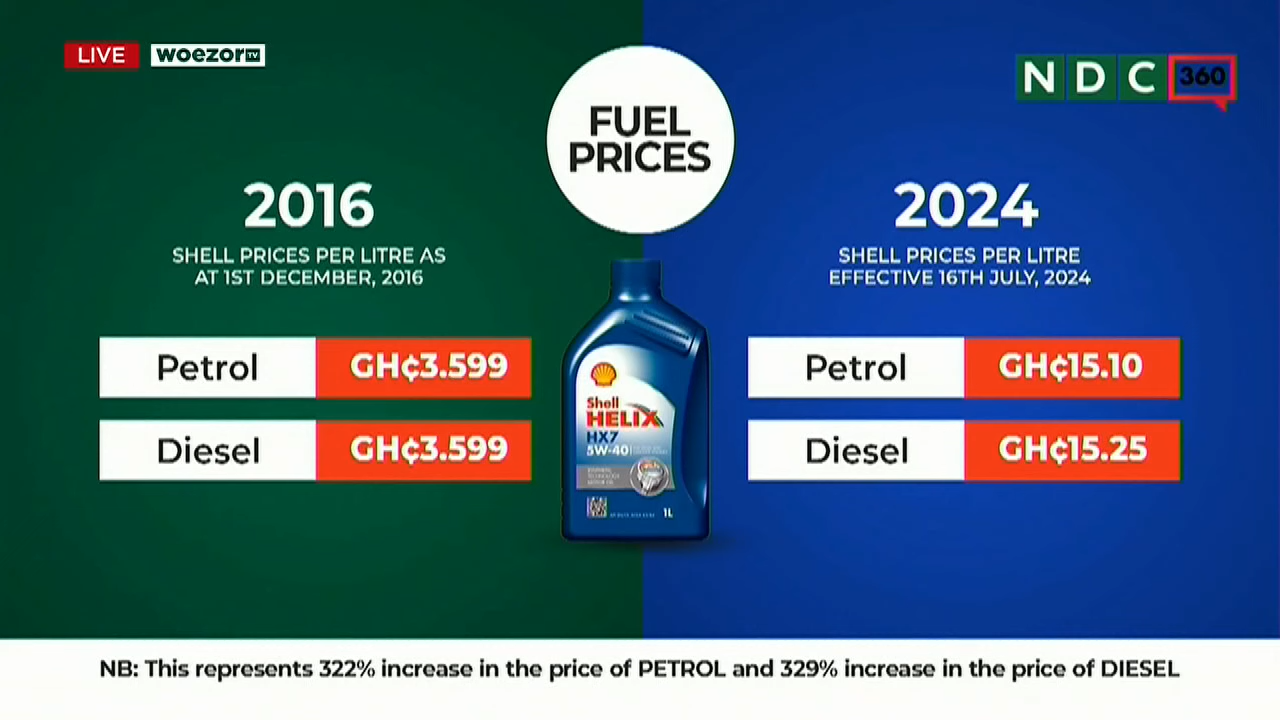 LIVE
woezor TV
NDC 360
FUEL
PRICES
2016
SHELL PRICES PER LITRE AS
AT 1ST DECEMBER, 2016
Petrol GH¢3.599
Diesel GH¢3.599
2024
SHELL PRICES PER LITRE
EFFECTIVE 16TH JULY, 2024
Petrol GH¢15.10
Diesel GH¢15.25
Shell
HELIX
HX7
5W-40
1L
NB: This represents 322% increase in the price of PETROL and 329% increase in the price of DIESEL